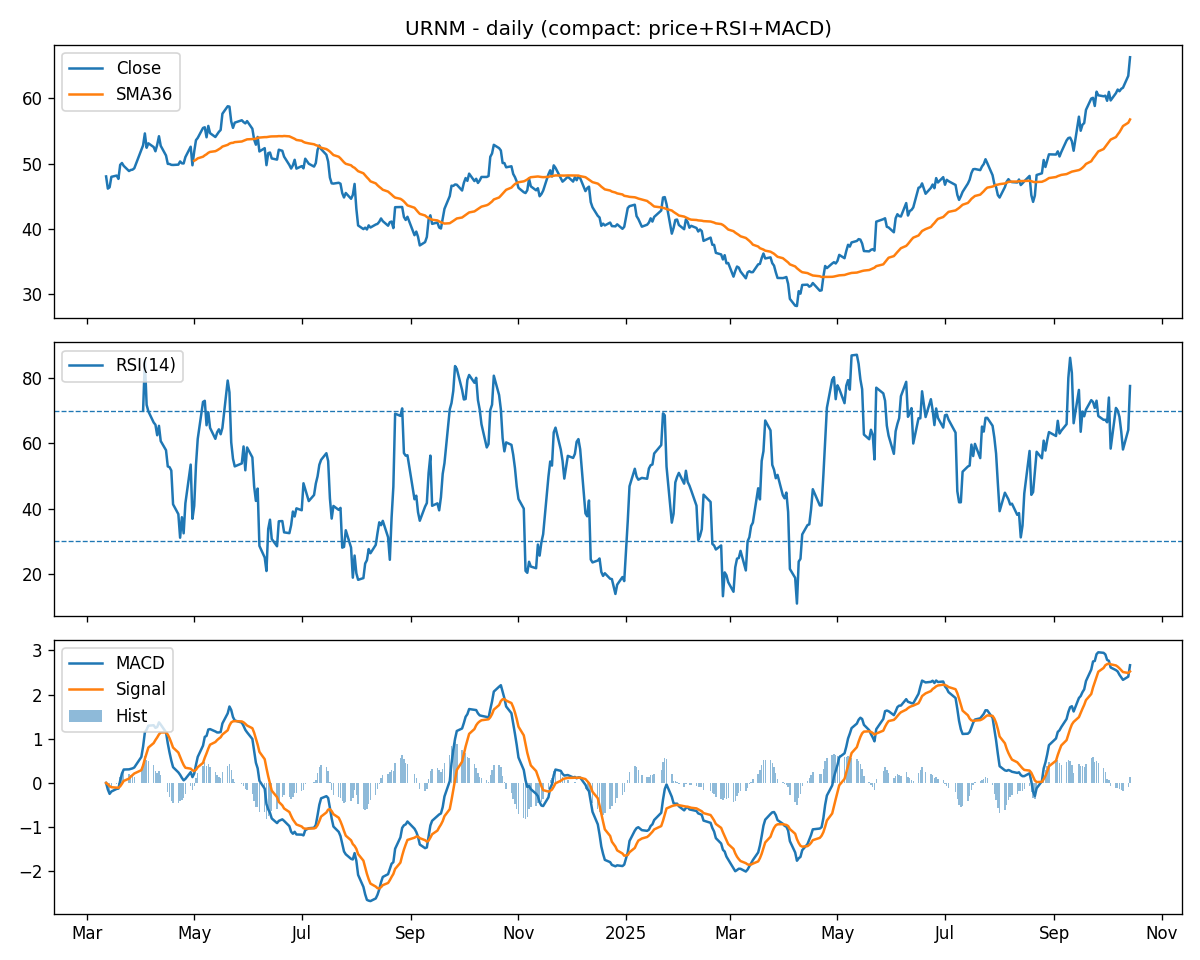 URNM - daily (compact: price+RSI+MACD)
Close
SMA36
60
50
40
30
RSI(14)
80
60
40
20
MACD
Signal
Hist
3
2
1
0
−1
−2
Mar May Jul Sep Nov 2025 Mar May Jul Sep Nov